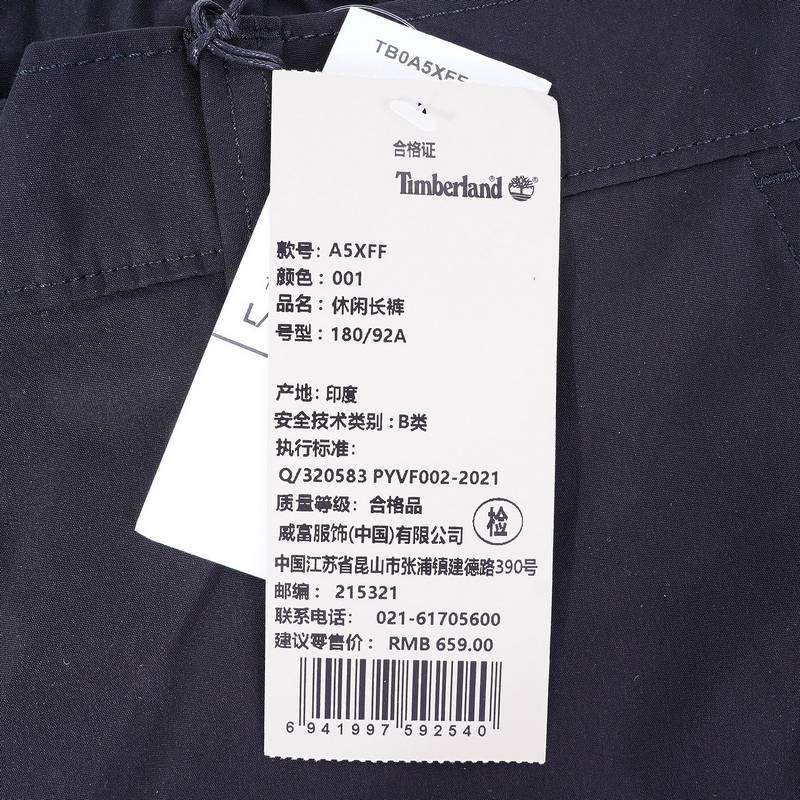 TB0A5XFF
合格证
Timberland
款号: A5XFF
颜色: 001
品名: 休闲长裤
号型: 180/92A
L/
产地: 印度
安全技术类别: B类
执行标准:
Q/320583 PYVF002-2021
质量等级: 合格品
检
威富服饰(中国)有限公司
中国江苏省昆山市张浦镇建德路390号
邮编: 215321
联系电话: 021-61705600
建议零售价: RMB 659.00
6 941997 592540